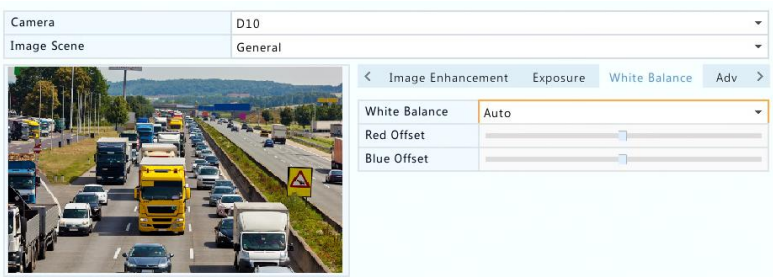 Camera D10
Image Scene General
< Image Enhancement Exposure White Balance Adv >
White Balance Auto
Red Offset
Blue Offset